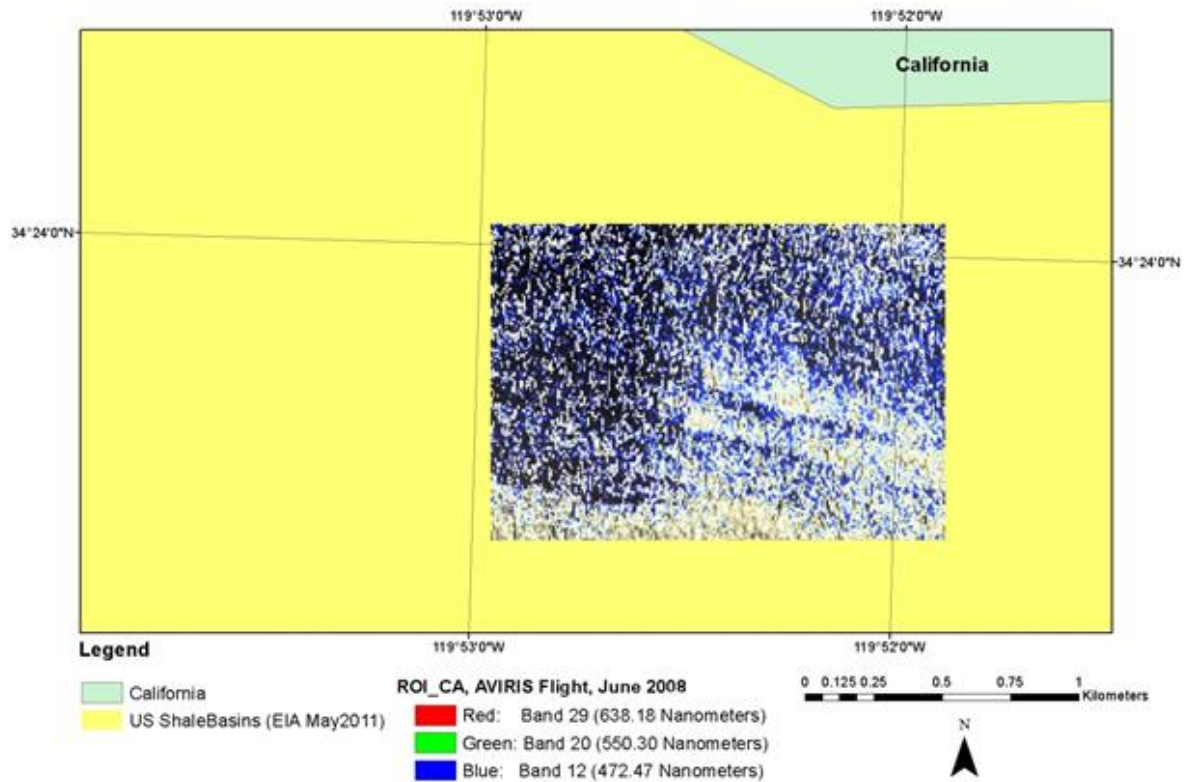 119°53'0"W
119°52'0"W
California
34°24'0"N
34°24'0"N
119°53'0"W
119°52'0"W
Legend
California
US ShaleBasins (EIA May2011)
ROI_CA, AVIRIS Flight, June 2008
Red: Band 29 (638.18 Nanometers)
Green: Band 20 (550.30 Nanometers)
Blue: Band 12 (472.47 Nanometers)
0 0.125 0.25 0.5 0.75 1
Kilometers
N